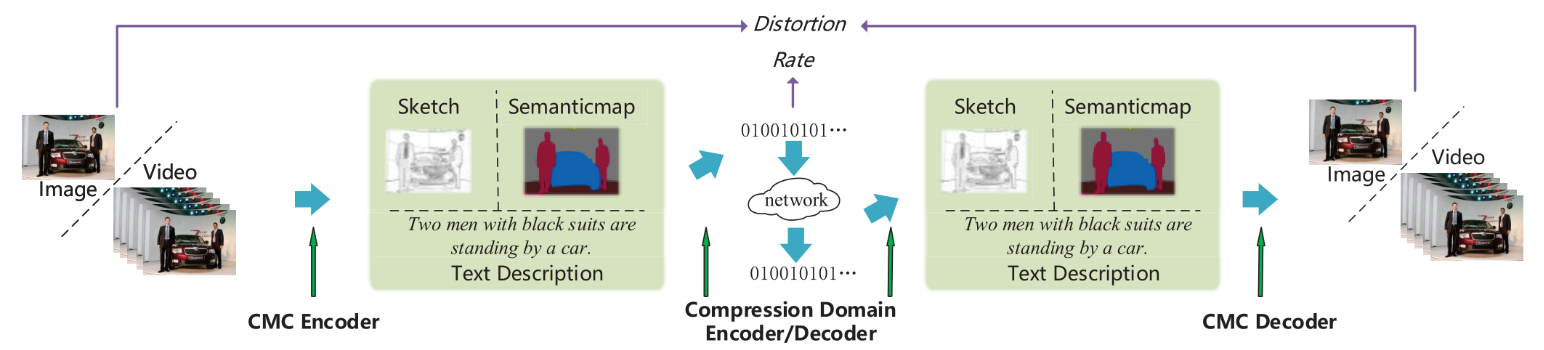 Distortion
Rate
Image
Video
CMC Encoder
Sketch
Semanticmap
Two men with black suits are
standing by a car.
Text Description
010010101···
network
010010101···
Compression Domain
Encoder/Decoder
Sketch
Semanticmap
Two men with black suits are
standing by a car.
Text Description
CMC Decoder
Image
Video